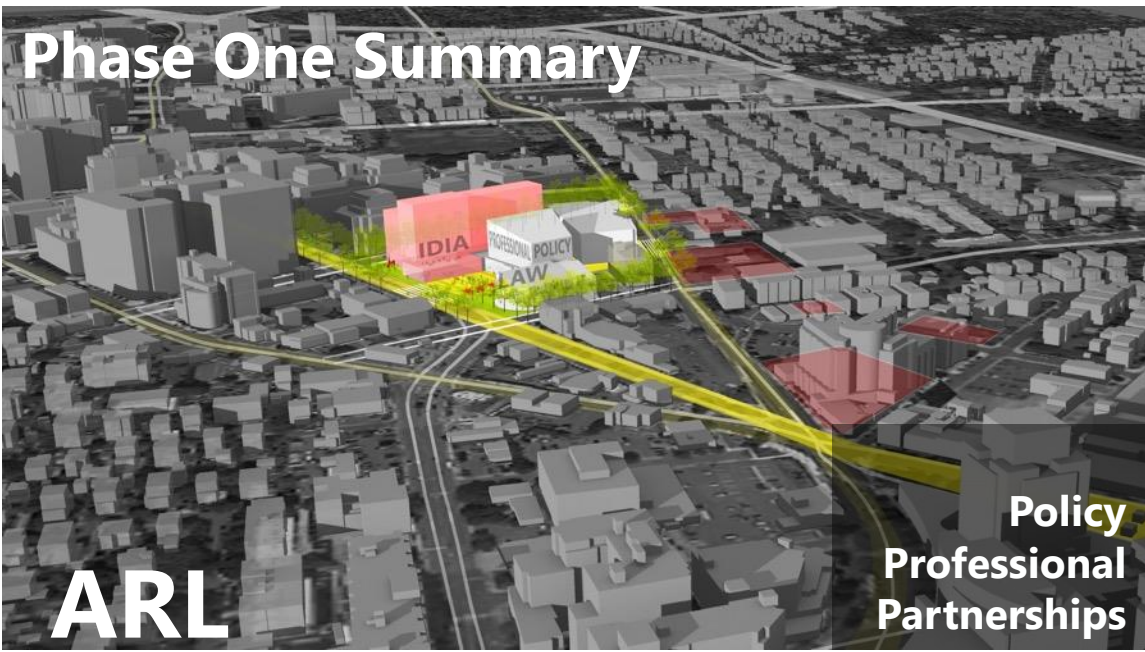 Phase One Summary
IDIA
PROFESSIONAL POLICY
LAW
ARL
Policy
Professional
Partnerships